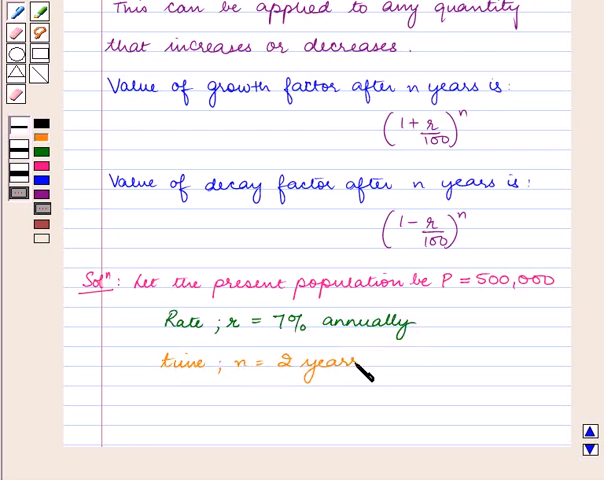 This can be applied to any quantity
that increases or decreases.
Value of growth factor after n years is:
(1 + r/100)^n
Value of decay factor after n years is:
(1 - r/100)^n
Solⁿ: Let the present population be P = 500,000
Rate ; r = 7% annually
time ; n = 2 years